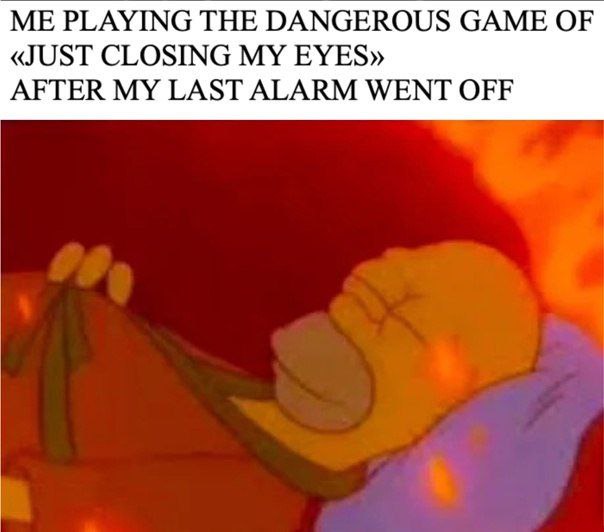 ME PLAYING THE DANGEROUS GAME OF
«JUST CLOSING MY EYES»
AFTER MY LAST ALARM WENT OFF